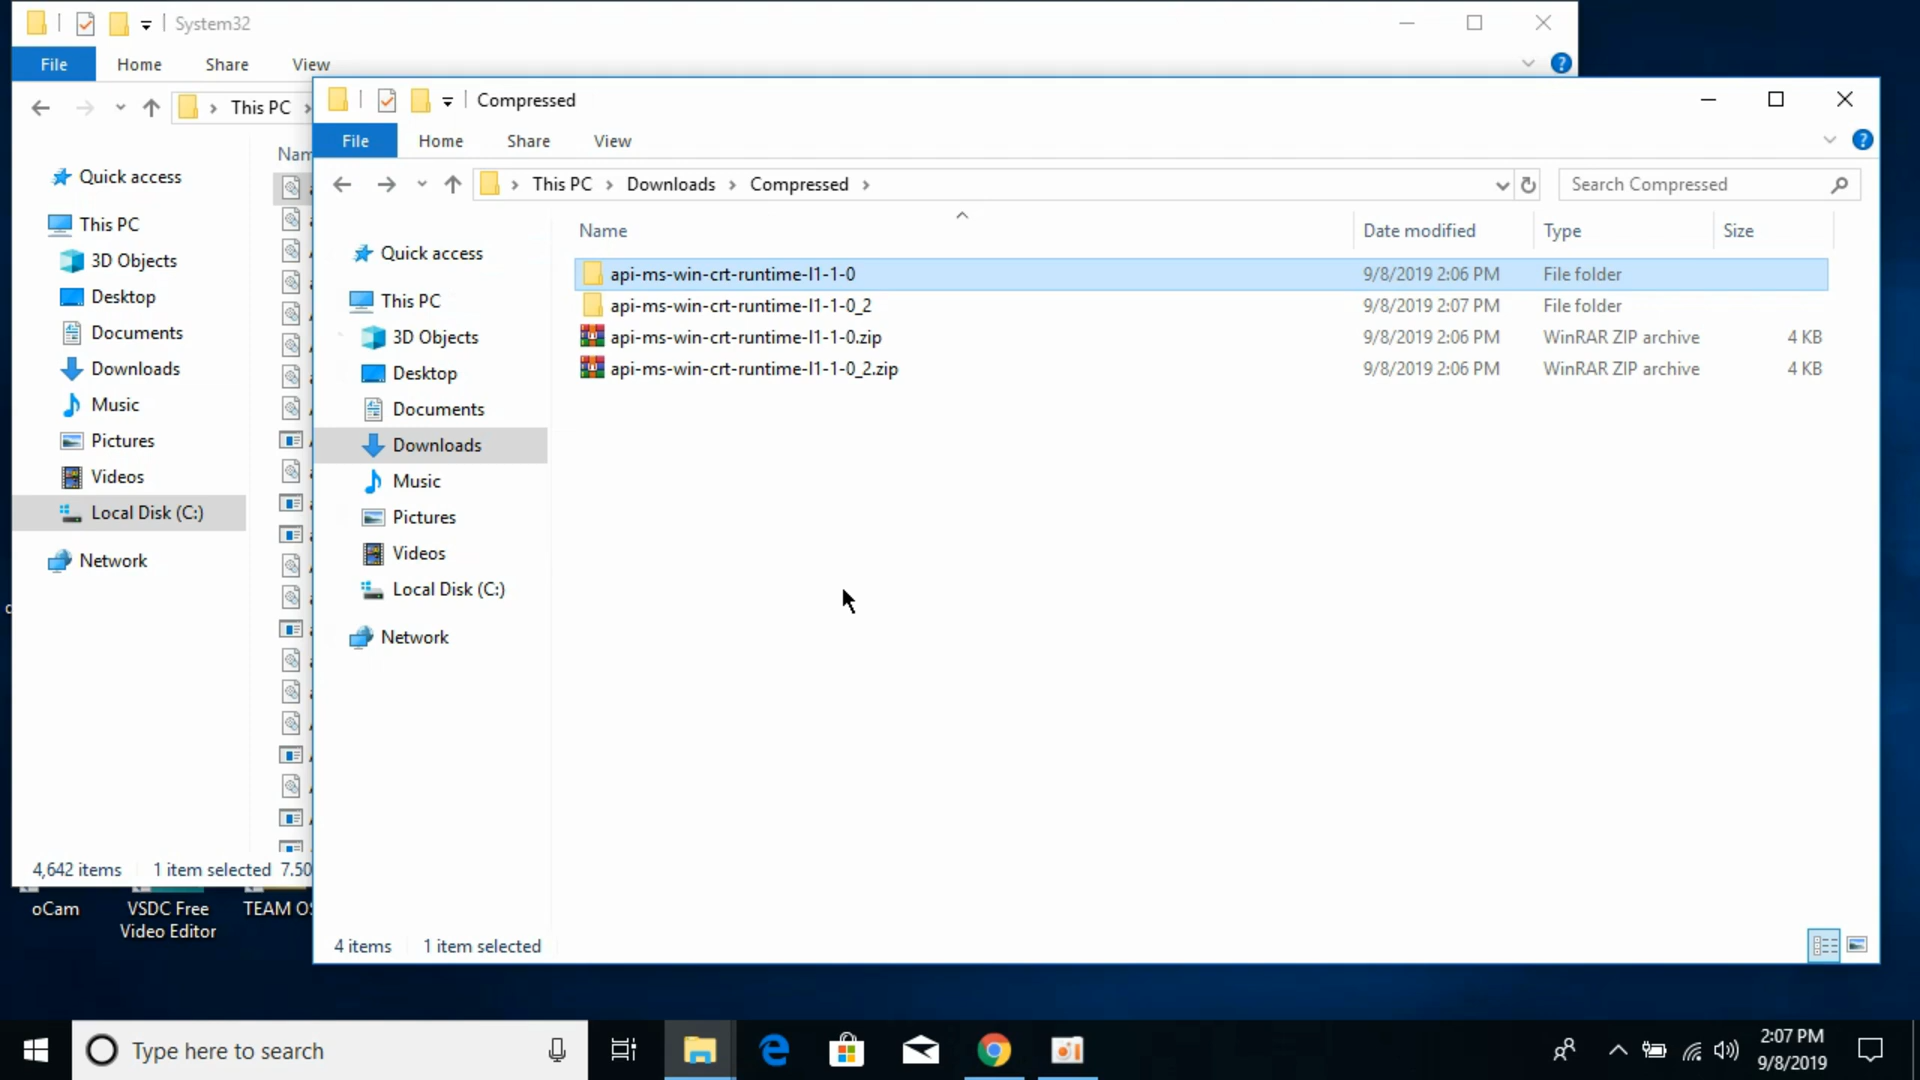 System32
File Home Share View
This PC
Nam
Quick access
This PC
3D Objects
Desktop
Documents
Downloads
Music
Pictures
Videos
Local Disk (C:)
Network
4,642 items 1 item selected 7.50
Compressed
File Home Share View
This PC Downloads Compressed
Search Compressed
Quick access
This PC
3D Objects
Desktop
Documents
Downloads
Music
Pictures
Videos
Local Disk (C:)
Network
Name Date modified Type Size
api-ms-win-crt-runtime-l1-1-0 9/8/2019 2:06 PM File folder
api-ms-win-crt-runtime-l1-1-0_2 9/8/2019 2:07 PM File folder
api-ms-win-crt-runtime-l1-1-0.zip 9/8/2019 2:06 PM WinRAR ZIP archive 4 KB
api-ms-win-crt-runtime-l1-1-0_2.zip 9/8/2019 2:06 PM WinRAR ZIP archive 4 KB
4 items 1 item selected
oCam
VSDC Free
Video Editor
TEAM OS
Type here to search
2:07 PM
9/8/2019